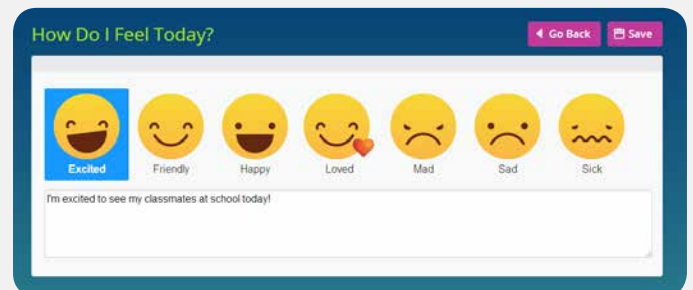 How Do I Feel Today?
Go Back
Save
Excited
Friendly
Happy
Loved
Mad
Sad
Sick
I'm excited to see my classmates at school today!